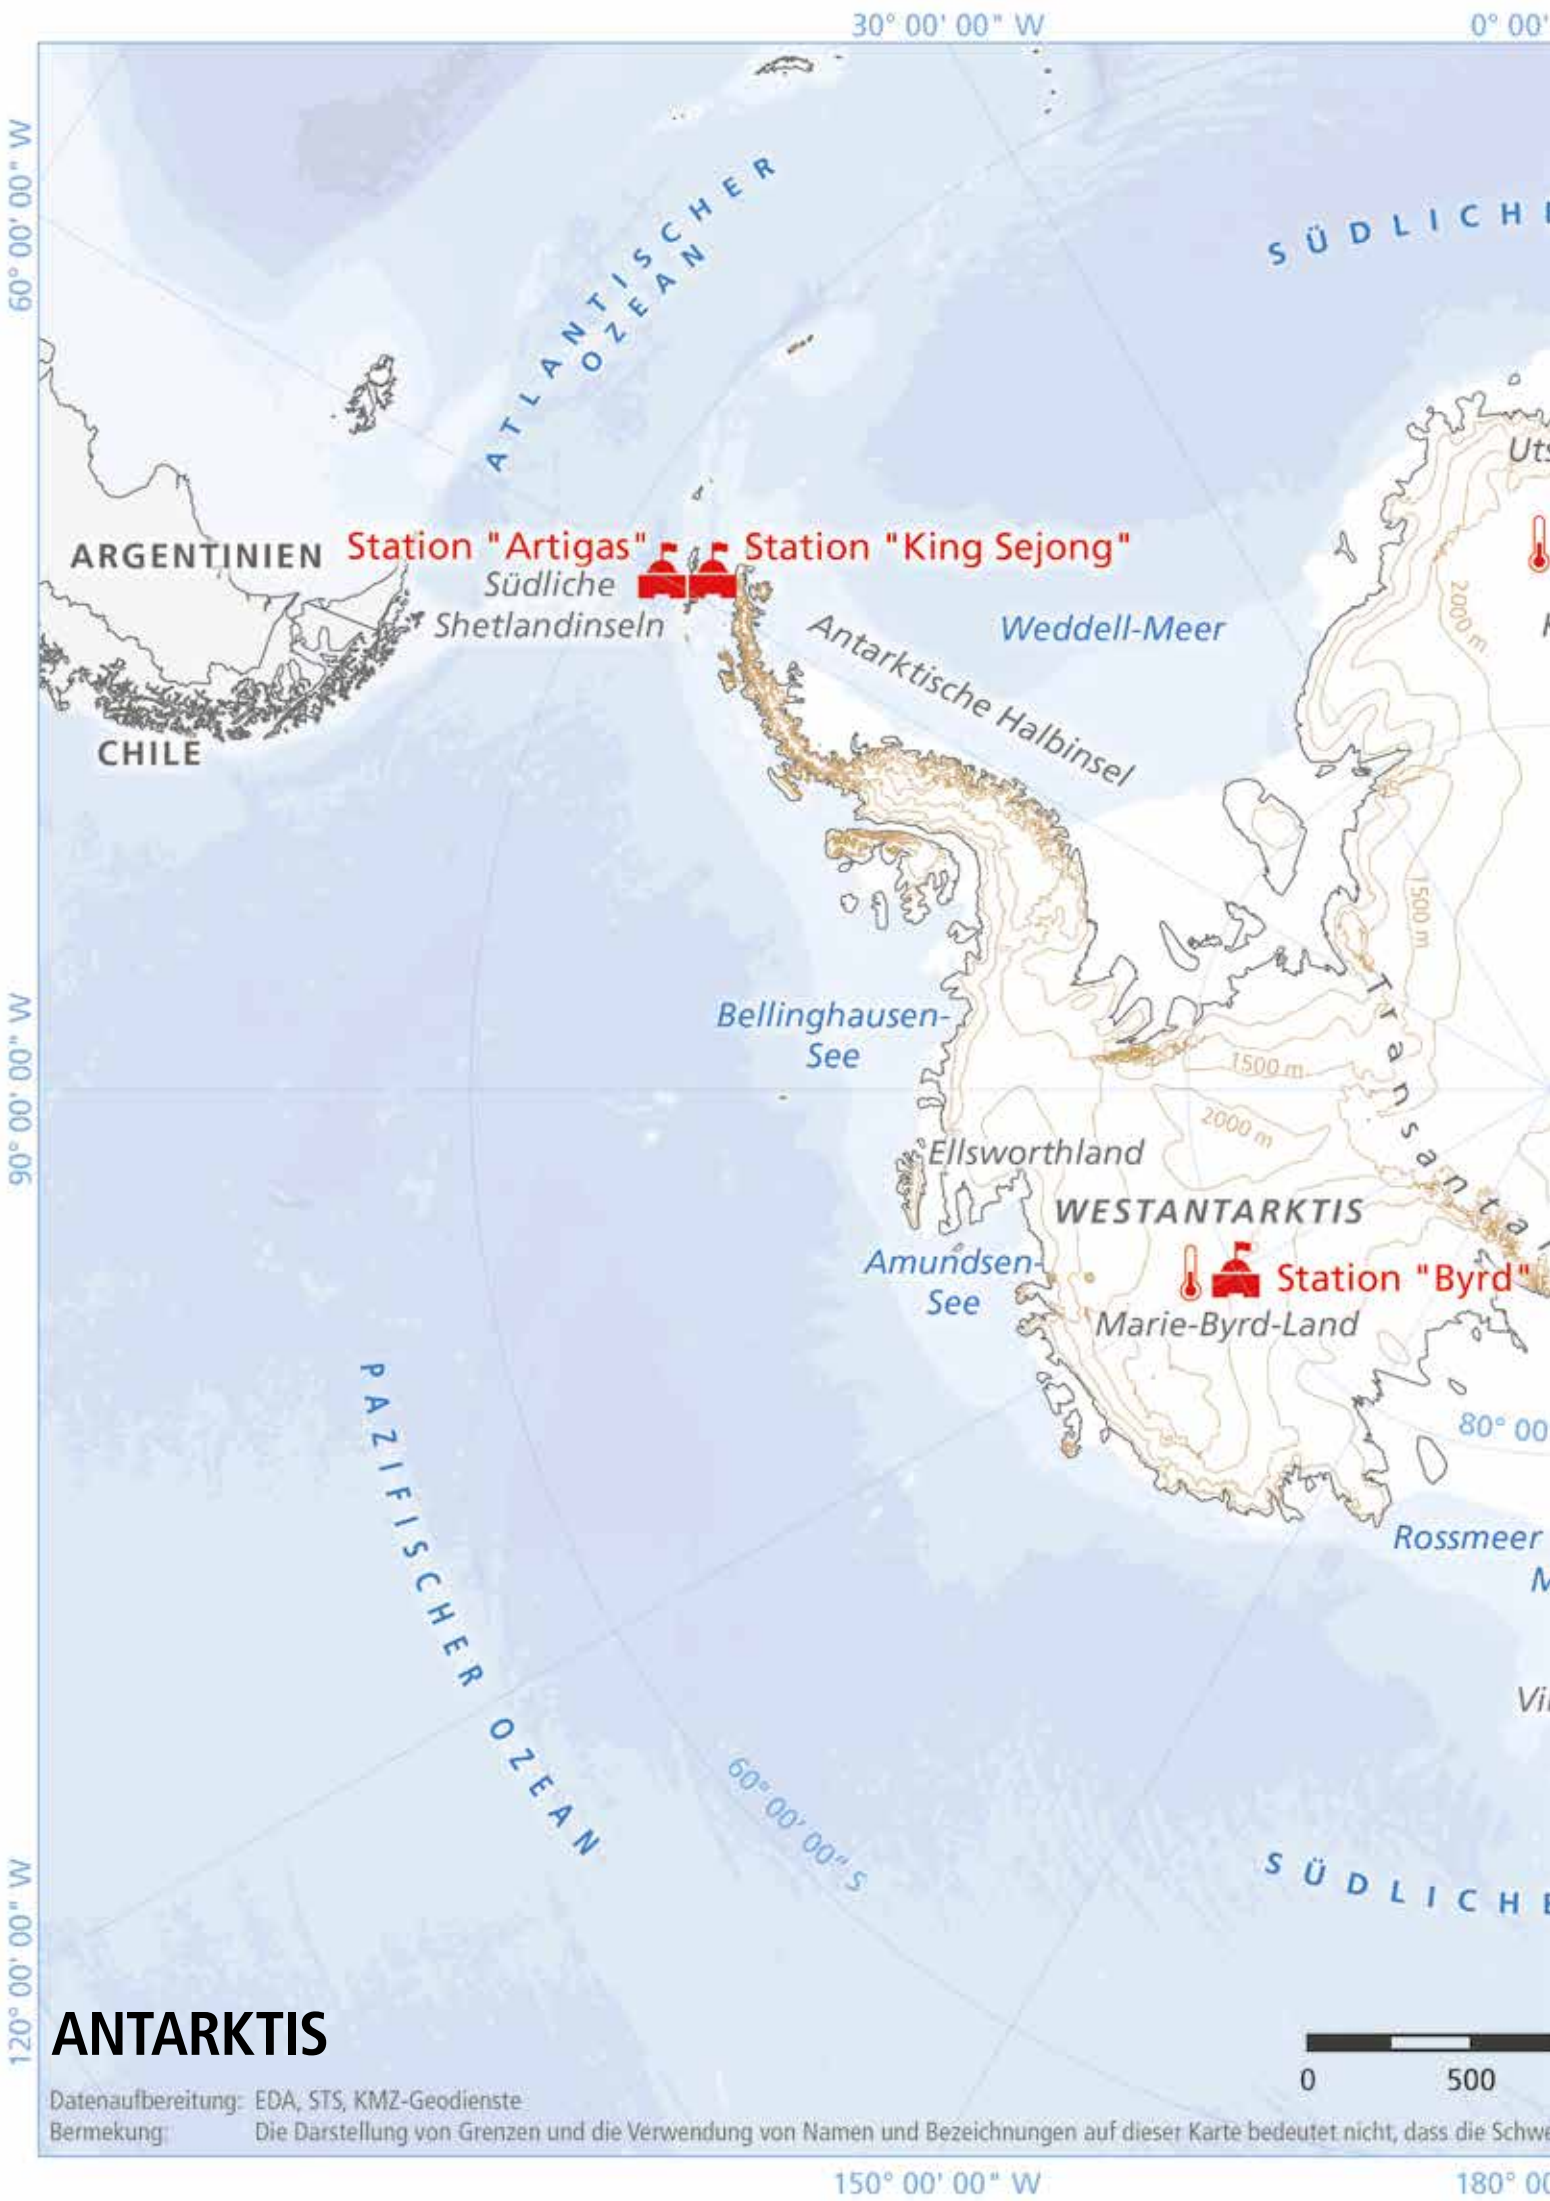 30° 00' 00" W
0° 00'
60° 00' 00" W
ATLANTISCHER
OZEAN
SÜDLICHE
Uts
ARGENTINIEN
Station "Artigas"
Station "King Sejong"
Südliche
Shetlandinseln
2000 m
Weddell-Meer
Antarktische Halbinsel
CHILE
1500 m
90° 00' 00" W
Bellinghausen-
See
1500 m
2000 m
Transantar
Ellsworthland
WESTANTARKTIS
Amundsen-
See
Station "Byrd"
Marie-Byrd-Land
80° 00
PAZIFISCHER OZEAN
Rossmeer
M
Vi
60° 00' 00" S
SÜDLICHE
120° 00' 00" W
ANTARKTIS
0 500
Datenaufbereitung: EDA, STS, KMZ-Geodienste
Bermekung: Die Darstellung von Grenzen und die Verwendung von Namen und Bezeichnungen auf dieser Karte bedeutet nicht, dass die Schwe
150° 00' 00" W
180° 00